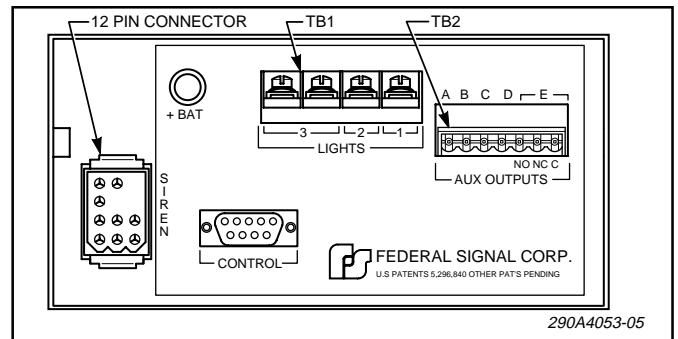 12 PIN CONNECTOR
TB1
TB2
+ BAT
A B C D E
3 2 1
LIGHTS
NO NC C
AUX OUTPUTS
SIREN
CONTROL
FEDERAL SIGNAL CORP.
U.S PATENTS 5,296,840 OTHER PAT'S PENDING
290A4053-05